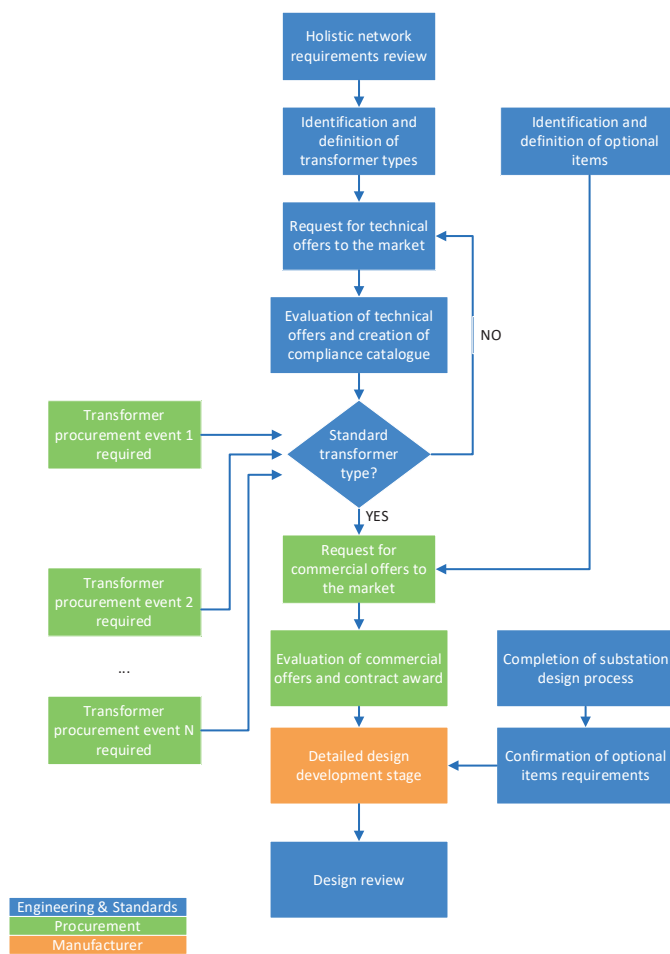 Holistic network
requirements review
Identification and
definition of
transformer types
Identification and
definition of optional
items
Request for technical
offers to the market
Evaluation of technical
offers and creation of
compliance catalogue
NO
Transformer
procurement event 1
required
Standard
transformer
type?
YES
Request for
commercial offers to
the market
Transformer
procurement event 2
required
...
Evaluation of commercial
offers and contract award
Completion of substation
design process
Transformer
procurement event N
required
Detailed design
development stage
Confirmation of optional
items requirements
Design review
Engineering & Standards
Procurement
Manufacturer